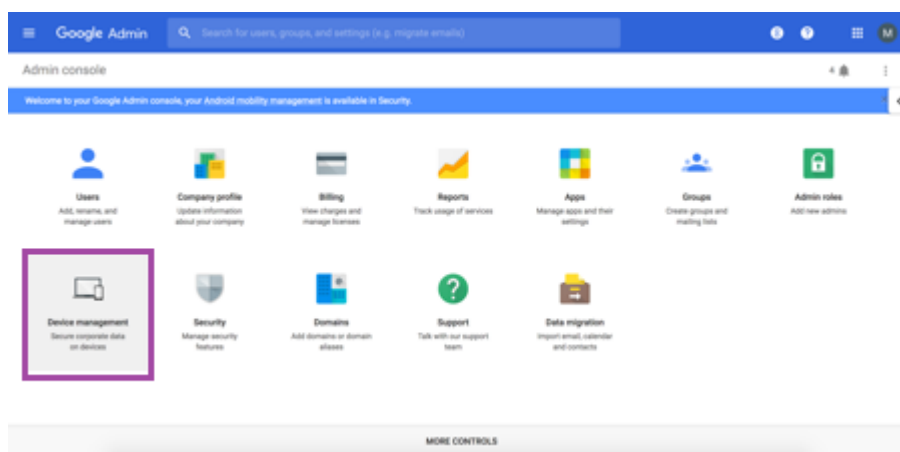 Google Admin
Search for users, groups, and settings (e.g. migrate emails)
M
Admin console
4
Welcome to your Google Admin console, your Android mobility management is available in Security.
Users
Add, rename, and
manage users
Company profile
Update information
about your company
Billing
View charges and
manage licenses
Reports
Track usage of services
Apps
Manage apps and their
settings
Groups
Create groups and
mailing lists
Admin roles
Add new admins
Device management
Secure corporate data
on devices
Security
Manage security
features
Domains
Add domains or domain
aliases
Support
Talk with our support
team
Data migration
Import email, calendar
and contacts
MORE CONTROLS